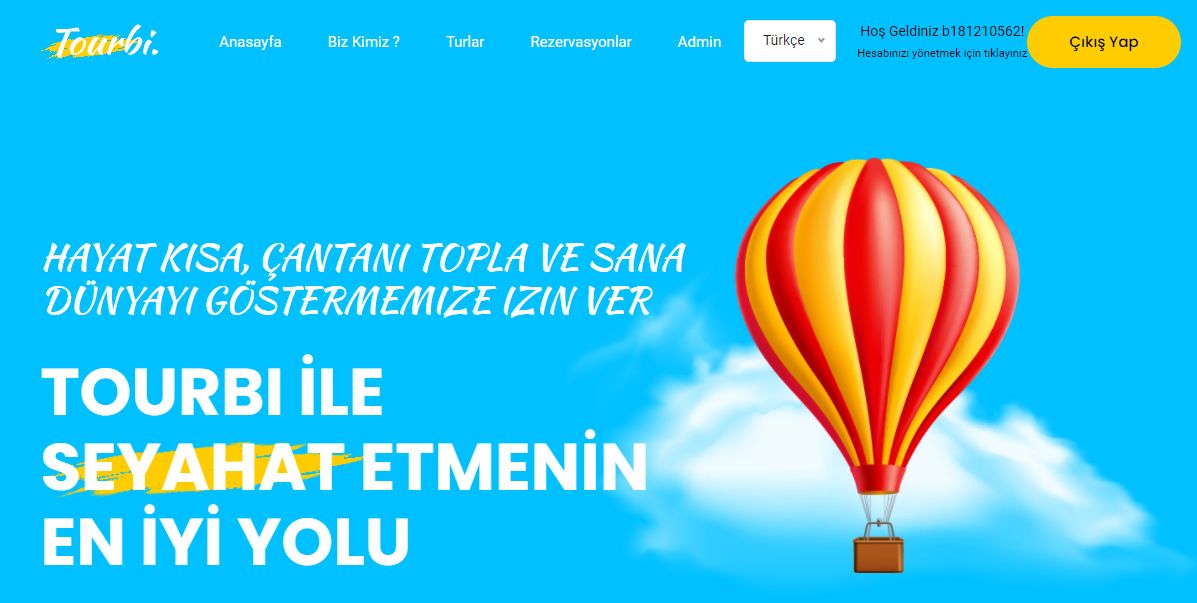 Tourbi.
Anasayfa
Biz Kimiz ?
Turlar
Rezervasyonlar
Admin
Türkçe
Hoş Geldiniz b181210562!
Hesabınızı yönetmek için tıklayınız
Çıkış Yap
HAYAT KISA, ÇANTANI TOPLA VE SANA
DÜNYAYI GÖSTERMEMIZE IZIN VER
TOURBI İLE
SEYAHAT ETMENİN
EN İYİ YOLU